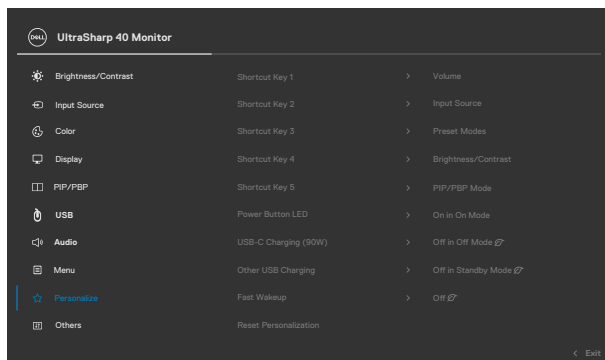 DELL UltraSharp 40 Monitor
Brightness/Contrast Shortcut Key 1 > Volume
Input Source Shortcut Key 2 > Input Source
Color Shortcut Key 3 > Preset Modes
Display Shortcut Key 4 > Brightness/Contrast
PIP/PBP Shortcut Key 5 > PIP/PBP Mode
USB Power Button LED > On in On Mode
Audio USB-C Charging (90W) > Off in Off Mode
Menu Other USB Charging > Off in Standby Mode
Personalize Fast Wakeup > Off
Others Reset Personalization
< Exit